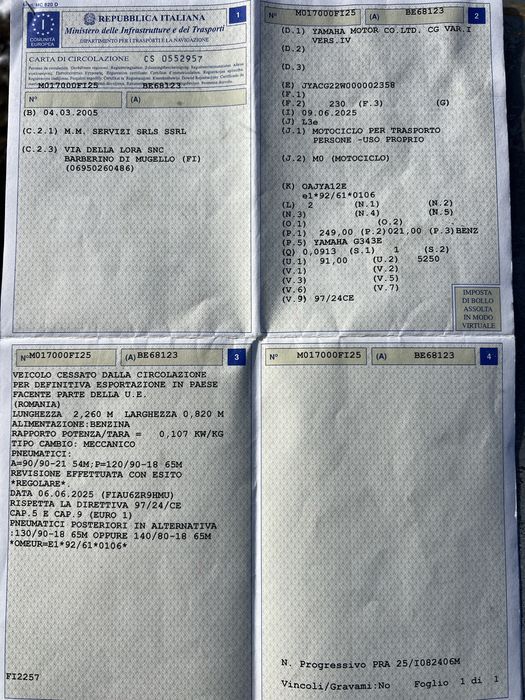 REPUBBLICA ITALIANA
Ministero delle Infrastrutture e dei Trasporti
DIPARTIMENTO PER I TRASPORTI E LA NAVIGAZIONE
COMUNITÀ
EUROPEA
I
1
CARTA DI CIRCOLAZIONE CS 0552957
M017000FI25 BE68123
N° (A)
(B) 04.03.2005
(C.2.1) M.M. SERVIZI SRLS SSRL
(C.2.3) VIA DELLA LORA SNC
BARBERINO DI MUGELLO (FI)
(06950260486)
N° M017000FI25 (A) BE68123 2
(D.1) YAMAHA MOTOR CO.LTD. CG VAR.I
VERS.IV
(D.2)
(D.3)
(E) JYACG22W000002358
(F.1)
(F.2) 230 (F.3) (G)
(I) 09.06.2025
(J) L3e
(J.1) MOTOCICLO PER TRASPORTO
PERSONE -USO PROPRIO
(J.2) M0 (MOTOCICLO)
(K) OAJYA12E
e1*92/61*0106
(L) 2 (N.1) (N.2)
(N.3) (N.4) (N.5)
(O.1) (O.2)
(P.1) 249,00 (P.2)021,00 (P.3)BENZ
(P.5) YAMAHA G343E
(Q) 0,0913 (S.1) 1 (S.2)
(U.1) 91,00 (U.2) 5250
(V.1) (V.2)
(V.3) (V.5)
(V.6) (V.7)
(V.9) 97/24CE
IMPOSTA
DI BOLLO
ASSOLTA
IN MODO
VIRTUALE
N° M017000FI25 (A) BE68123 3
VEICOLO CESSATO DALLA CIRCOLAZIONE
PER DEFINITIVA ESPORTAZIONE IN PAESE
FACENTE PARTE DELLA U.E.
(ROMANIA)
LUNGHEZZA 2,260 M LARGHEZZA 0,820 M
ALIMENTAZIONE:BENZINA
RAPPORTO POTENZA/TARA = 0,107 KW/KG
TIPO CAMBIO: MECCANICO
PNEUMATICI:
A=90/90-21 54M;P=120/90-18 65M
REVISIONE EFFETTUATA CON ESITO
*REGOLARE*.
DATA 06.06.2025 (FIAU6ZR9HMU)
RISPETTA LA DIRETTIVA 97/24/CE
CAP.5 E CAP.9 (EURO 1)
PNEUMATICI POSTERIORI IN ALTERNATIVA
:130/90-18 65M OPPURE 140/80-18 65M
*OMEUR=E1*92/61*0106*
FI2257
N° M017000FI25 (A) BE68123 4
N. Progressivo PRA 25/I082406M
Vincoli/Gravami:No Foglio 1 di 1